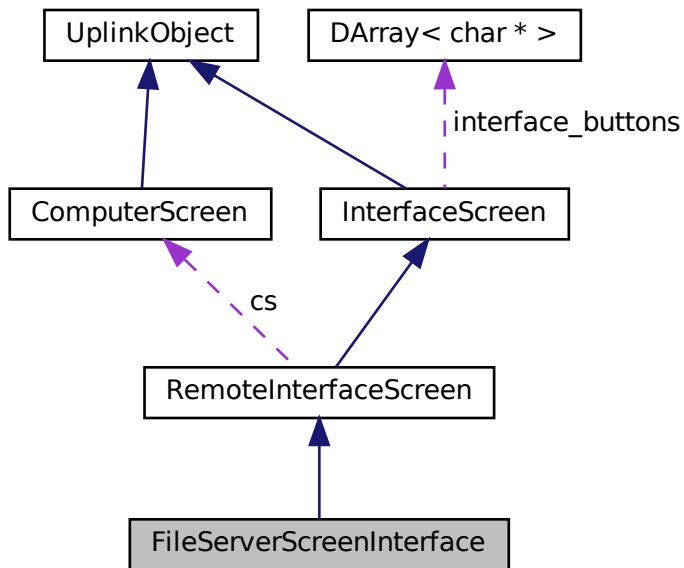 UplinkObject
DArray< char * >
interface_buttons
ComputerScreen
InterfaceScreen
cs
RemoteInterfaceScreen
FileServerScreenInterface